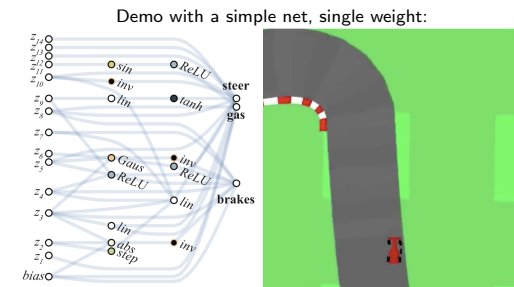 Demo with a simple net, single weight:
z14
z13
z12
z11
z10
z9
z8
z7
z6
z5
z4
z3
z2
z1
bias
sin
inv
lin
Gaus
ReLU
lin
abs
step
ReLU
tanh
inv
ReLU
lin
inv
steer
gas
brakes